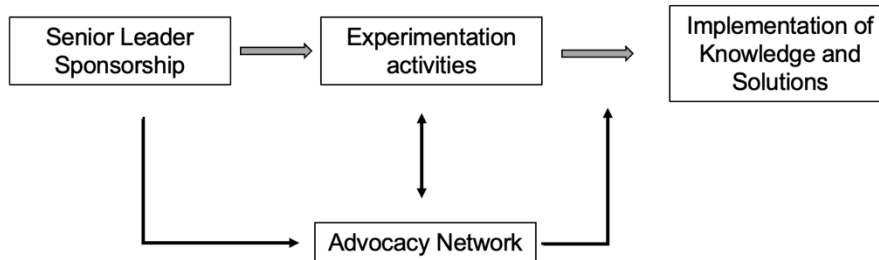 Senior Leader
Sponsorship
Experimentation
activities
Implementation of
Knowledge and
Solutions
Advocacy Network